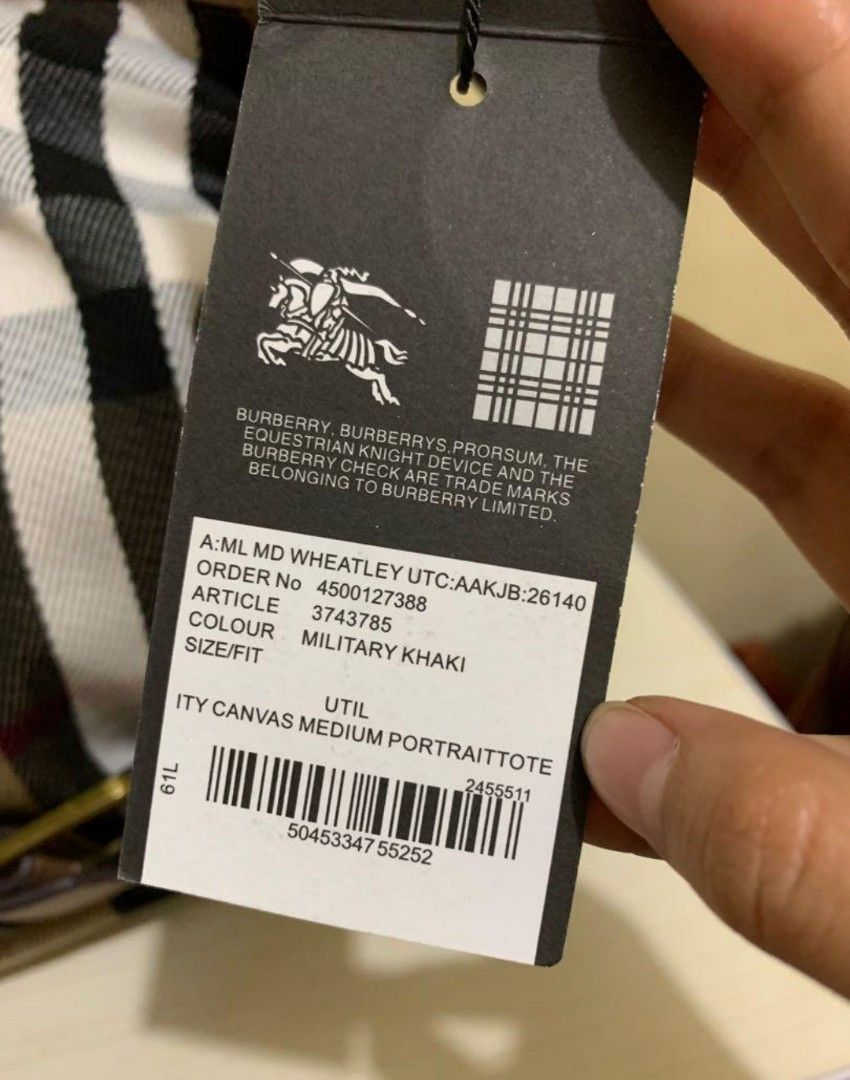 BURBERRY, BURBERRYS,PRORSUM, THE
EQUESTRIAN KNIGHT DEVICE AND THE
BURBERRY CHECK ARE TRADE MARKS
BELONGING TO BURBERRY LIMITED.
A:ML MD WHEATLEY UTC:AAKJB:26140
ORDER No 4500127388
ARTICLE 3743785
COLOUR MILITARY KHAKI
SIZE/FIT
UTIL
ITY CANVAS MEDIUM PORTRAITTOTE
61L
2455511
5045334755252